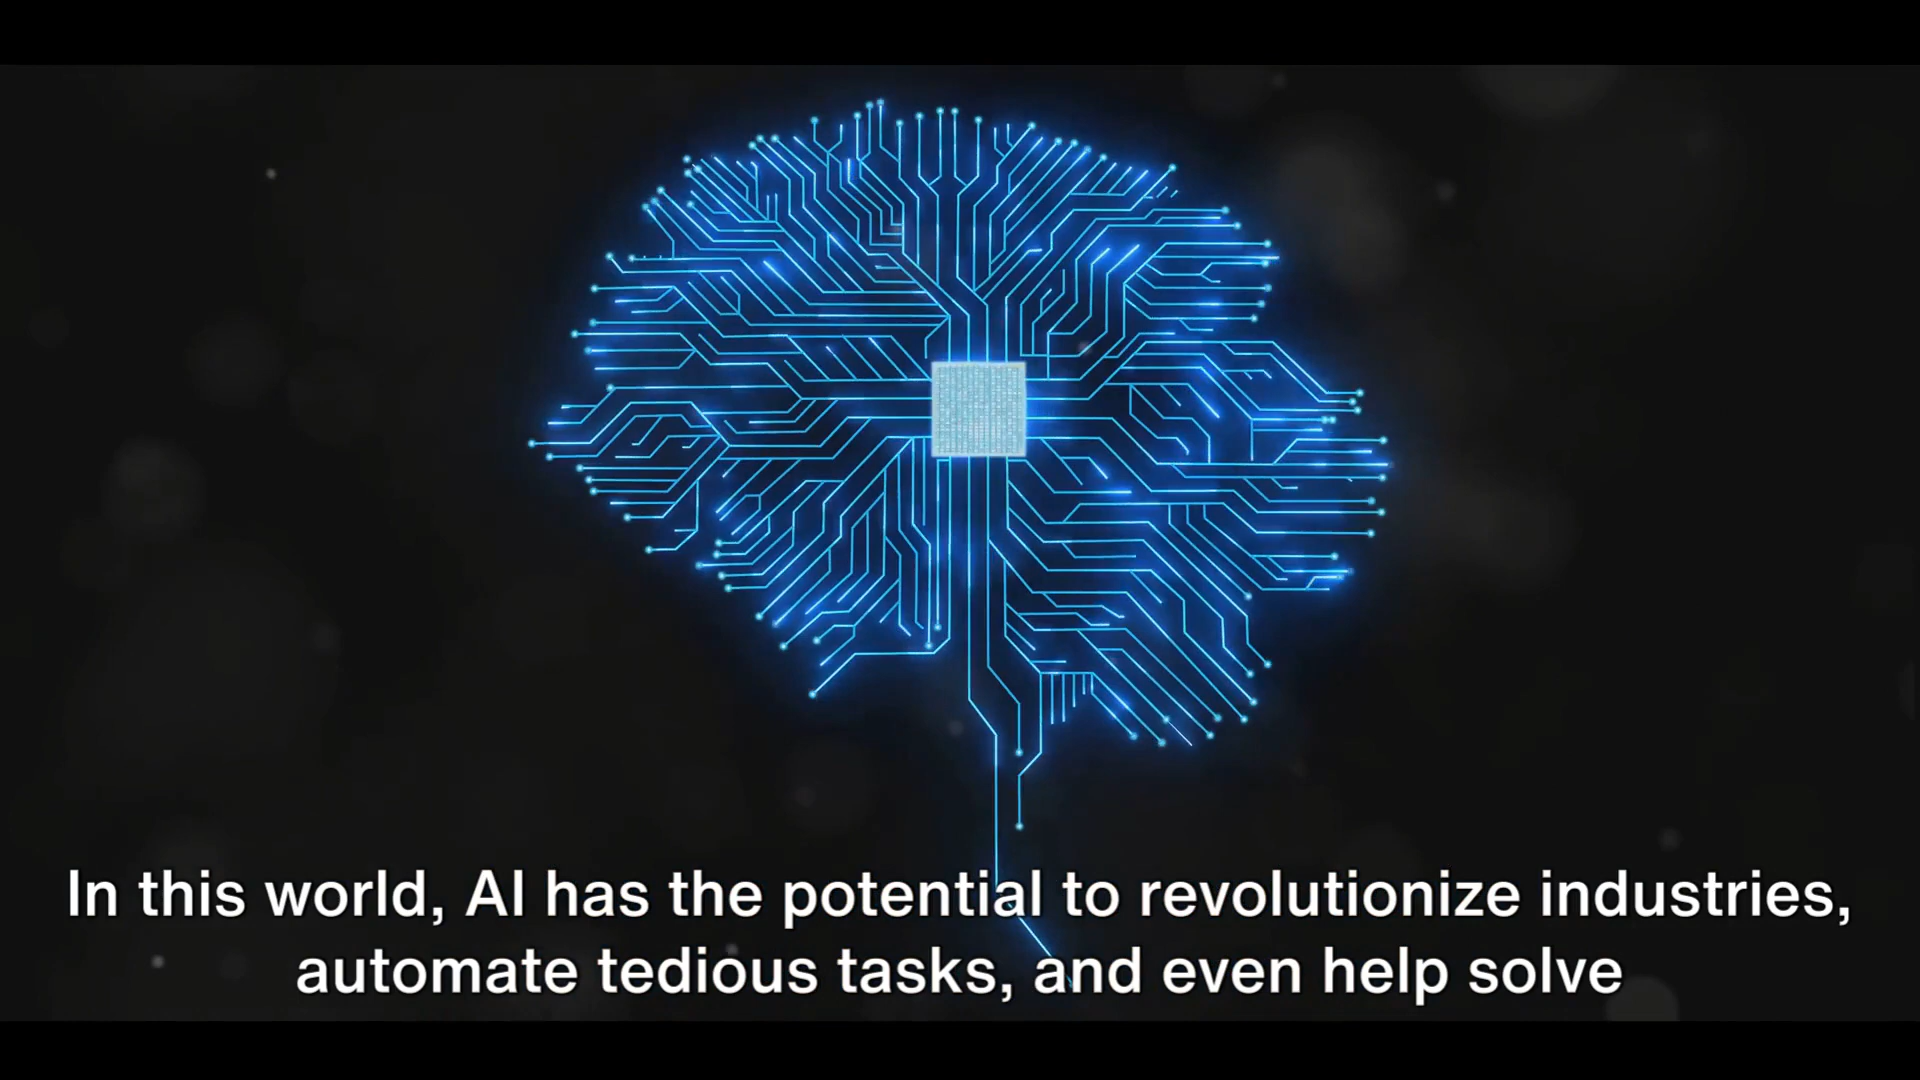 In this world, AI has the potential to revolutionize industries,
automate tedious tasks, and even help solve